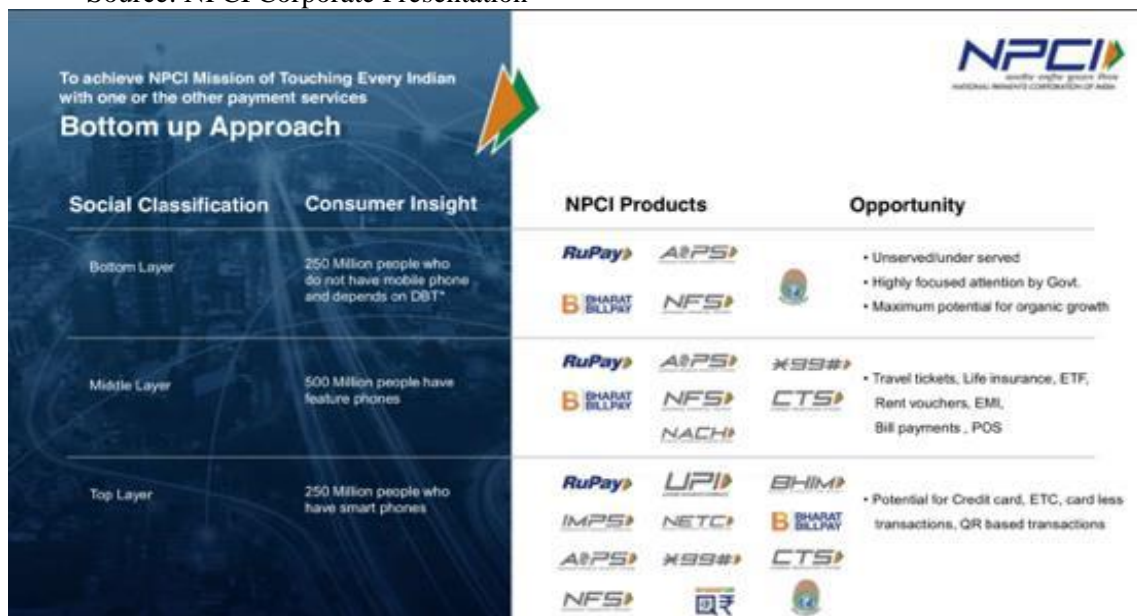 Source: NPCI Corporate Presentation
To achieve NPCI Mission of Touching Every Indian
with one or the other payment services
Bottom up Approach
NPCI
NATIONAL PAYMENTS CORPORATION OF INDIA
Social Classification
Consumer Insight
NPCI Products
Opportunity
Bottom Layer
250 Million people who
do not have mobile phone
and depends on DBT*
RuPay
AePS
BHARAT
BILLPAY
NFS
• Unserved/under served
• Highly focused attention by Govt.
• Maximum potential for organic growth
Middle Layer
500 Million people have
feature phones
RuPay
AePS
*99#
BHARAT
BILLPAY
NFS
CTS
NACH
• Travel tickets, Life insurance, ETF,
Rent vouchers, EMI,
Bill payments , POS
Top Layer
250 Million people who
have smart phones
RuPay
UPI
BHIM
IMPS
NETC
BHARAT
BILLPAY
AePS
*99#
CTS
NFS
• Potential for Credit card, ETC, card less
transactions, QR based transactions